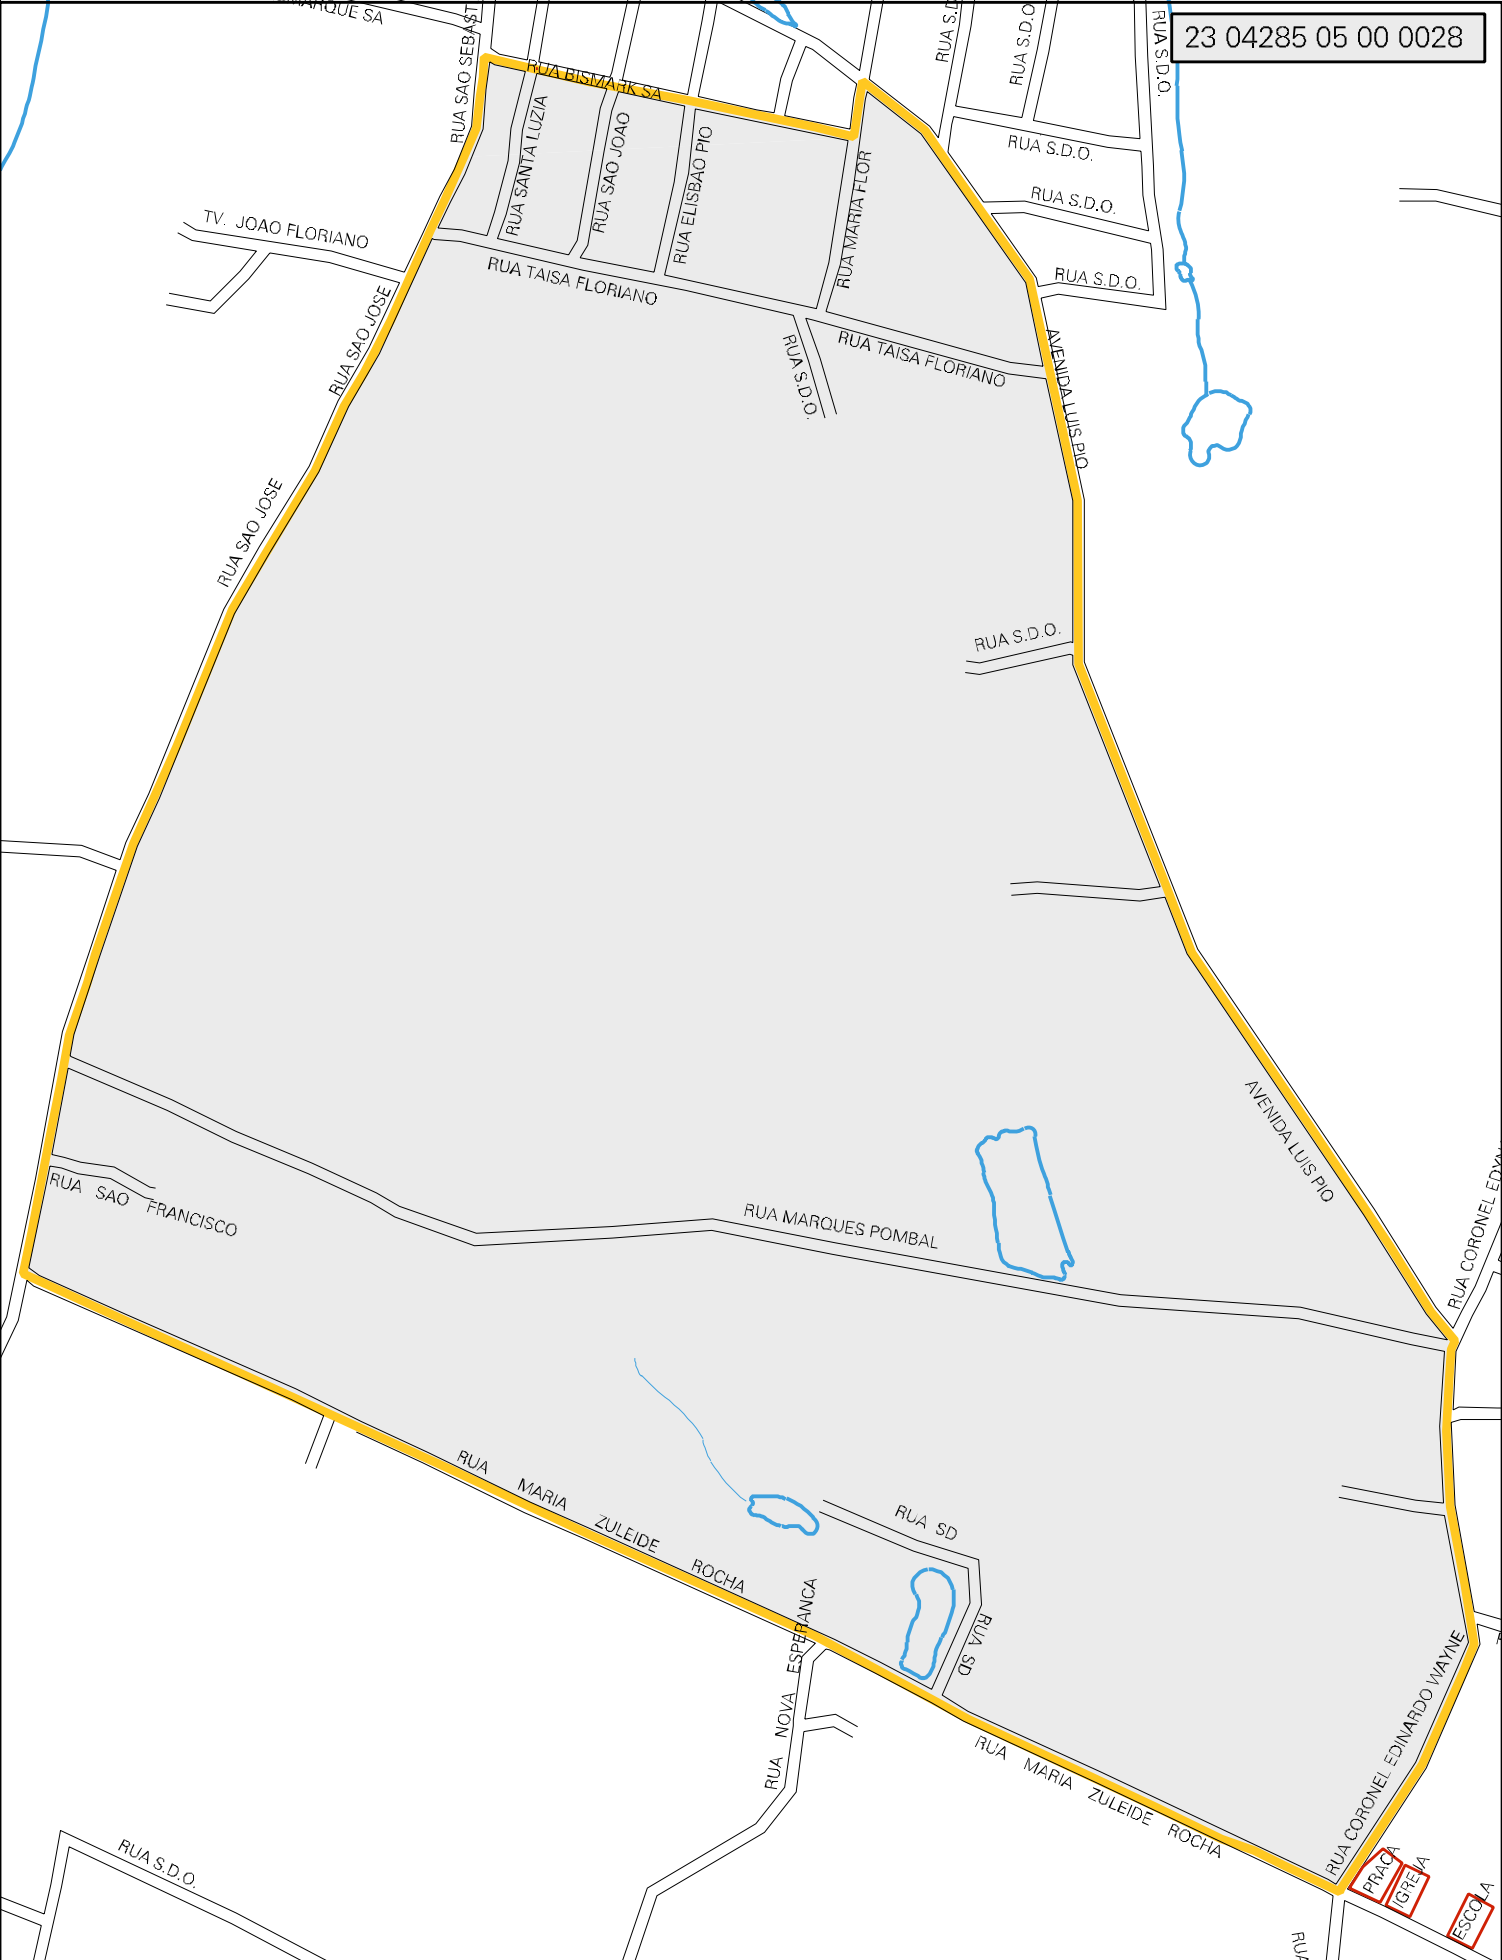 23 04285 05 00 0028
RUA SAO SEBAST
RUA BISMARK SA
RUA S.D.O.
RUA S.D.O.
RUA S.D.O.
RUA S.D.O.
RUA S.D.O.
RUA SANTA LUZIA
RUA SAO JOAO
RUA ELISBAO PIO
RUA MARIA FLOR
TV. JOAO FLORIANO
RUA TAISA FLORIANO
RUA SAO JOSE
RUA S.D.O.
RUA TAISA FLORIANO
AVENIDA LUIS PIO
RUA SAO JOSE
RUA S.D.O.
AVENIDA LUIS PIO
RUA SAO FRANCISCO
RUA MARQUES POMBAL
RUA CORONEL EDYN
RUA MARIA ZULEIDE ROCHA
RUA SD
RUA SD
RUA NOVA ESPERANCA
RUA CORONEL EDINARDO WAYNE
RUA MARIA ZULEIDE ROCHA
RUA S.D.O.
PRACA
IGREJA
ESCOLA
RUA